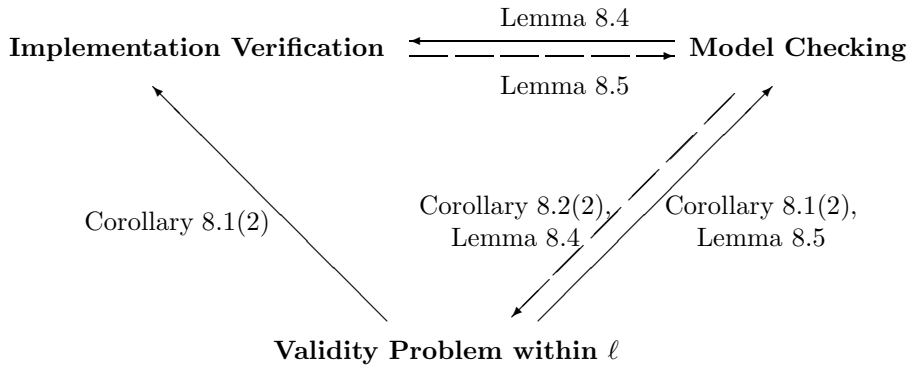 Lemma 8.4
Implementation Verification
Model Checking
Lemma 8.5
Corollary 8.1(2)
Corollary 8.2(2),
Lemma 8.4
Corollary 8.1(2),
Lemma 8.5
Validity Problem within ℓ